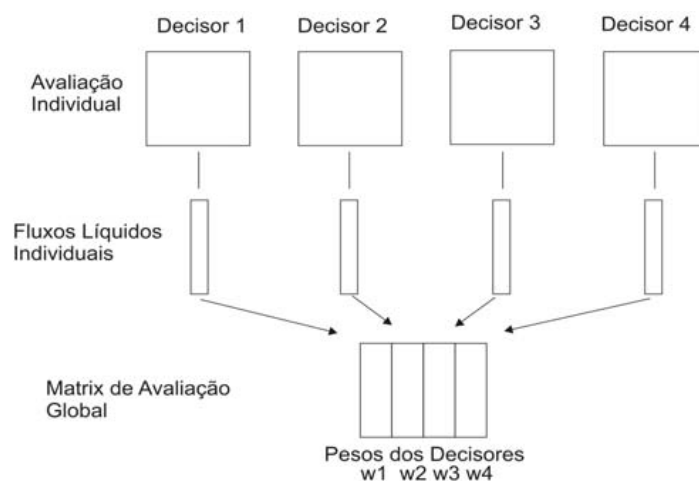 Decisor 1 Decisor 2 Decisor 3 Decisor 4
Avaliação
Individual
Fluxos Líquidos
Individuais
Matrix de Avaliação
Global
Pesos dos Decisores
w1 w2 w3 w4